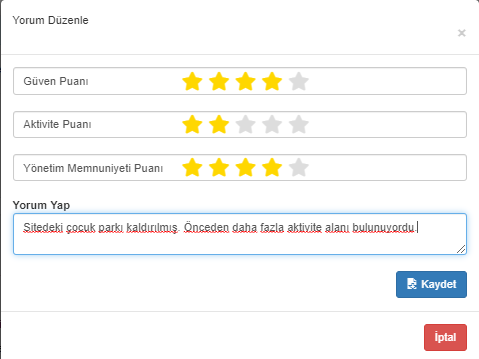 Yorum Düzenle
×
Güven Puanı
Aktivite Puanı
Yönetim Memnuniyeti Puanı
Yorum Yap
Sitedeki çocuk parkı kaldırılmış. Önceden daha fazla aktivite alanı bulunuyordu.
Kaydet
İptal